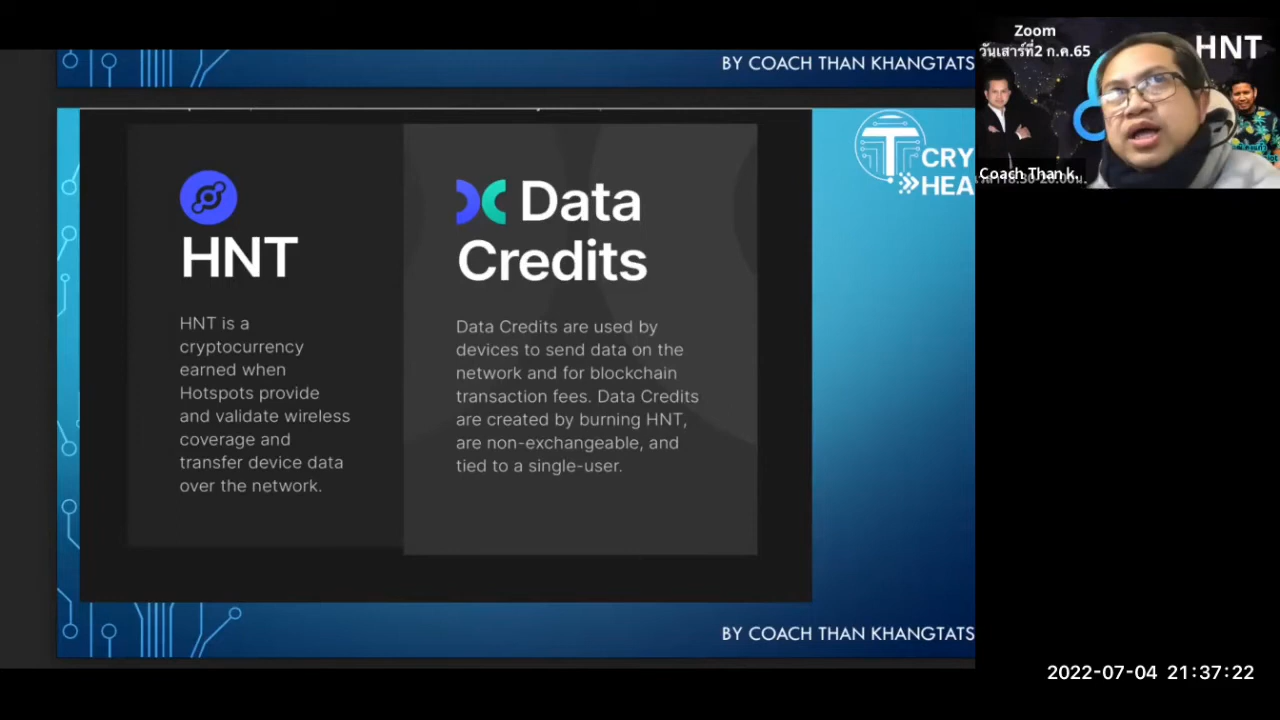 BY COACH THAN KHANGTATS
CRY
HEA
HNT
HNT is a
cryptocurrency
earned when
Hotspots provide
and validate wireless
coverage and
transfer device data
over the network.
Data
Credits
Data Credits are used by
devices to send data on the
network and for blockchain
transaction fees. Data Credits
are created by burning HNT,
are non-exchangeable, and
tied to a single-user.
BY COACH THAN KHANGTATS
Zoom
วันเสาร์ที่2 ก.ค.65
HNT
Coach Than k.
2022-07-04 21:37:22